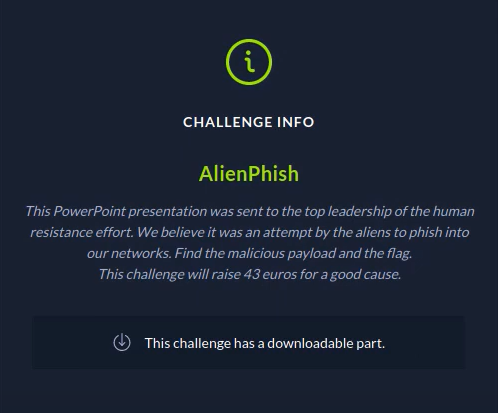 CHALLENGE INFO
AlienPhish
This PowerPoint presentation was sent to the top leadership of the human
resistance effort. We believe it was an attempt by the aliens to phish into
our networks. Find the malicious payload and the flag.
This challenge will raise 43 euros for a good cause.
This challenge has a downloadable part.